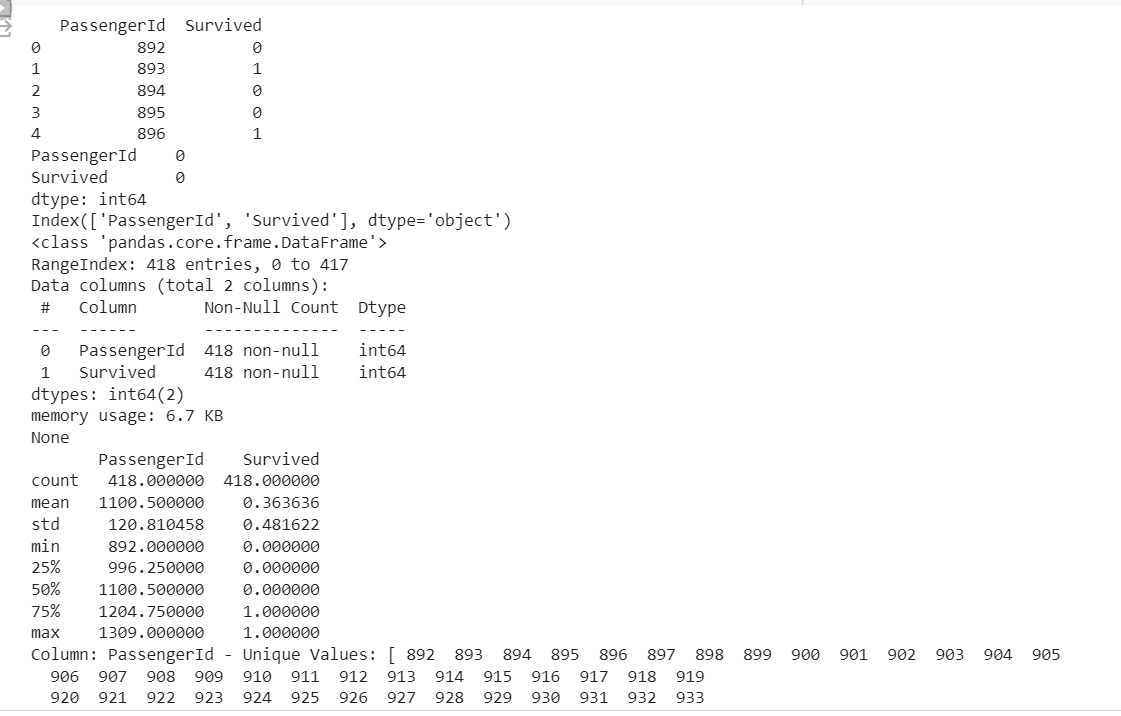 PassengerId  Survived
0          892         0
1          893         1
2          894         0
3          895         0
4          896         1
PassengerId    0
Survived       0
dtype: int64
Index(['PassengerId', 'Survived'], dtype='object')
<class 'pandas.core.frame.DataFrame'>
RangeIndex: 418 entries, 0 to 417
Data columns (total 2 columns):
 #   Column       Non-Null Count  Dtype
---  ------       --------------  -----
 0   PassengerId  418 non-null    int64
 1   Survived     418 non-null    int64
dtypes: int64(2)
memory usage: 6.7 KB
None
       PassengerId    Survived
count   418.000000  418.000000
mean   1100.500000    0.363636
std     120.810458    0.481622
min     892.000000    0.000000
25%     996.250000    0.000000
50%    1100.500000    0.000000
75%    1204.750000    1.000000
max    1309.000000    1.000000
Column: PassengerId - Unique Values: [ 892  893  894  895  896  897  898  899  900  901  902  903  904  905
  906  907  908  909  910  911  912  913  914  915  916  917  918  919
  920  921  922  923  924  925  926  927  928  929  930  931  932  933